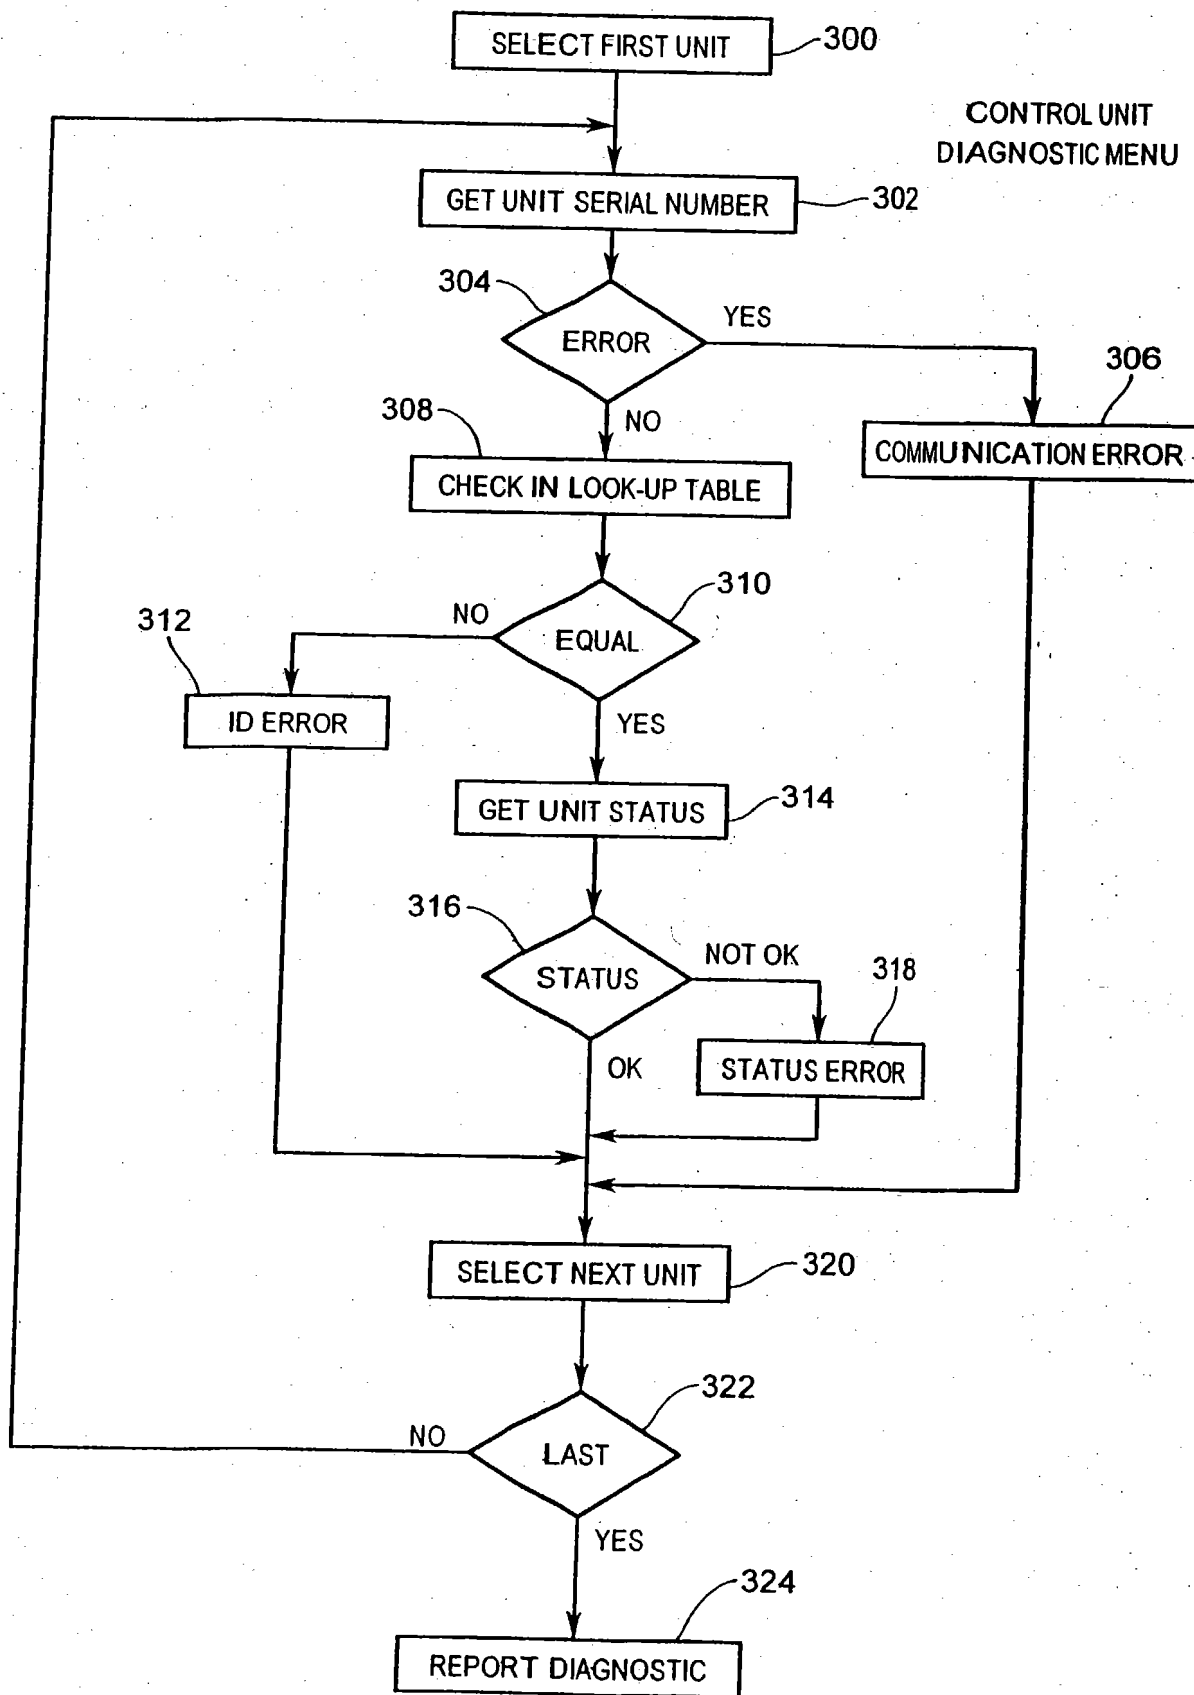 SELECT FIRST UNIT
300
CONTROL UNIT
DIAGNOSTIC MENU
GET UNIT SERIAL NUMBER
302
304
ERROR
YES
NO
306
COMMUNICATION ERROR
308
CHECK IN LOOK-UP TABLE
310
EQUAL
NO
312
ID ERROR
YES
GET UNIT STATUS
314
316
STATUS
NOT OK
318
STATUS ERROR
OK
SELECT NEXT UNIT
320
322
LAST
NO
YES
324
REPORT DIAGNOSTIC